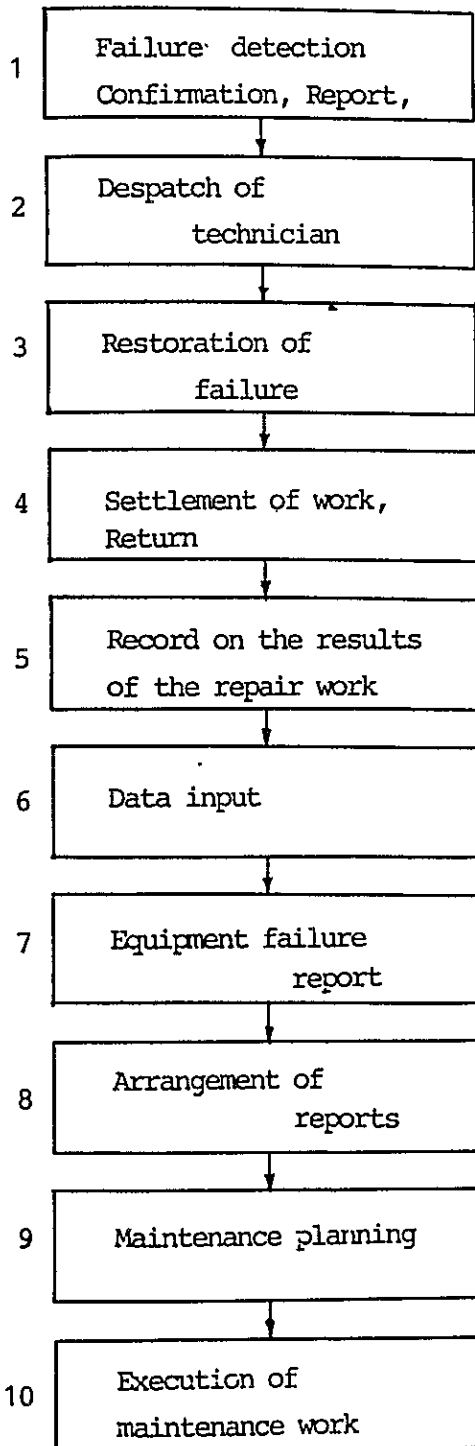 1
Failure detection
Confirmation, Report,
2
Despatch of
technician
3
Restoration of
failure
4
Settlement of work,
Return
5
Record on the results
of the repair work
6
Data input
7
Equipment failure
report
8
Arrangement of
reports
9
Maintenance planning
10
Execution of
maintenance work